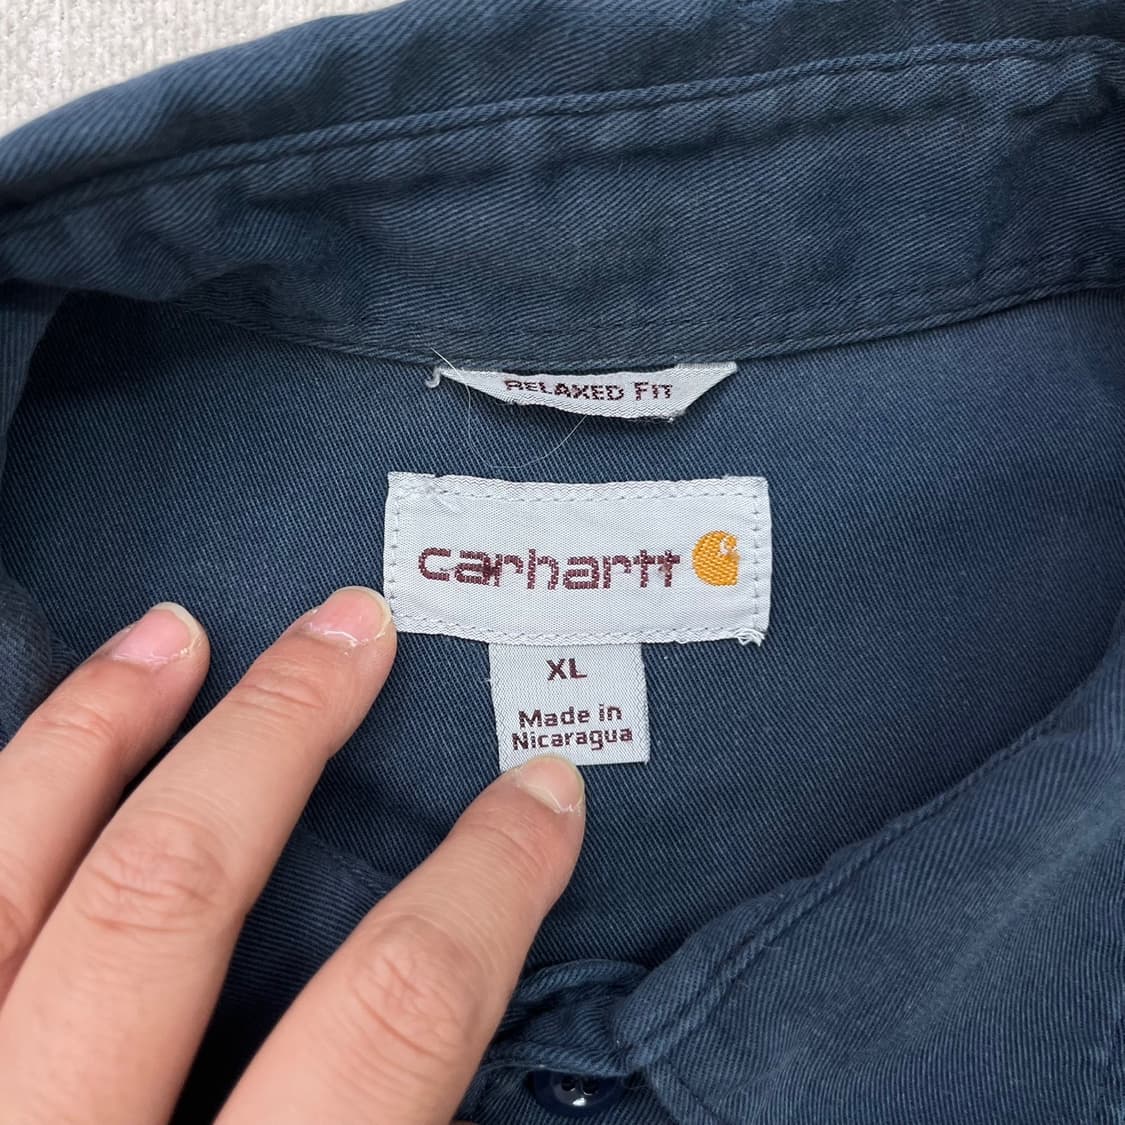 RELAXED FIT
carhartt
XL
Made in
Nicaragua